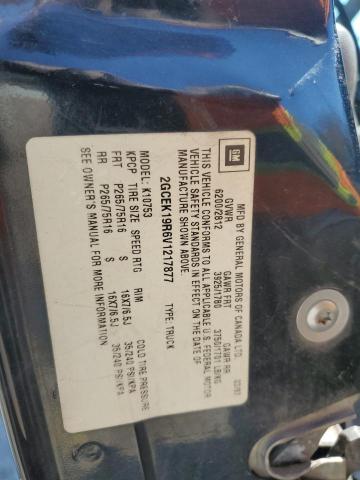 GM
MFD BY GENERAL MOTORS OF CANADA LTD
03/97
GVWR GAWR FRT GAWR RR
6200/2812 3925/1780 3750/1701 LB/KG
THIS VEHICLE CONFORMS TO ALL APPLICABLE U.S. FEDERAL MOTOR
VEHICLE SAFETY STANDARDS IN EFFECT ON THE DATE OF
MANUFACTURE SHOWN ABOVE
2GCEK19R6V1217877 TYPE: TRUCK
MODEL: K10753
KPCP TIRE SIZE SPEED RTG RIM COLD TIRE PRESSURE
FRT P265/75R16 S 16X7/6.5J 35/240 PSI/KPA
RR P265/75R16 S 16X7/6.5J 35/240 PSI/KPA
SEE OWNER'S MANUAL FOR ADDITIONAL INFORMATION